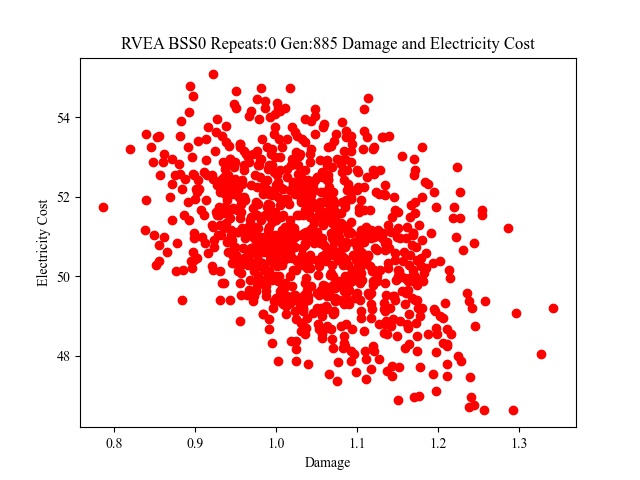 RVEA BSS0 Repeats:0 Gen:885 Damage and Electricity Cost
54
52
50
48
Electricity Cost
0.8 0.9 1.0 1.1 1.2 1.3
Damage